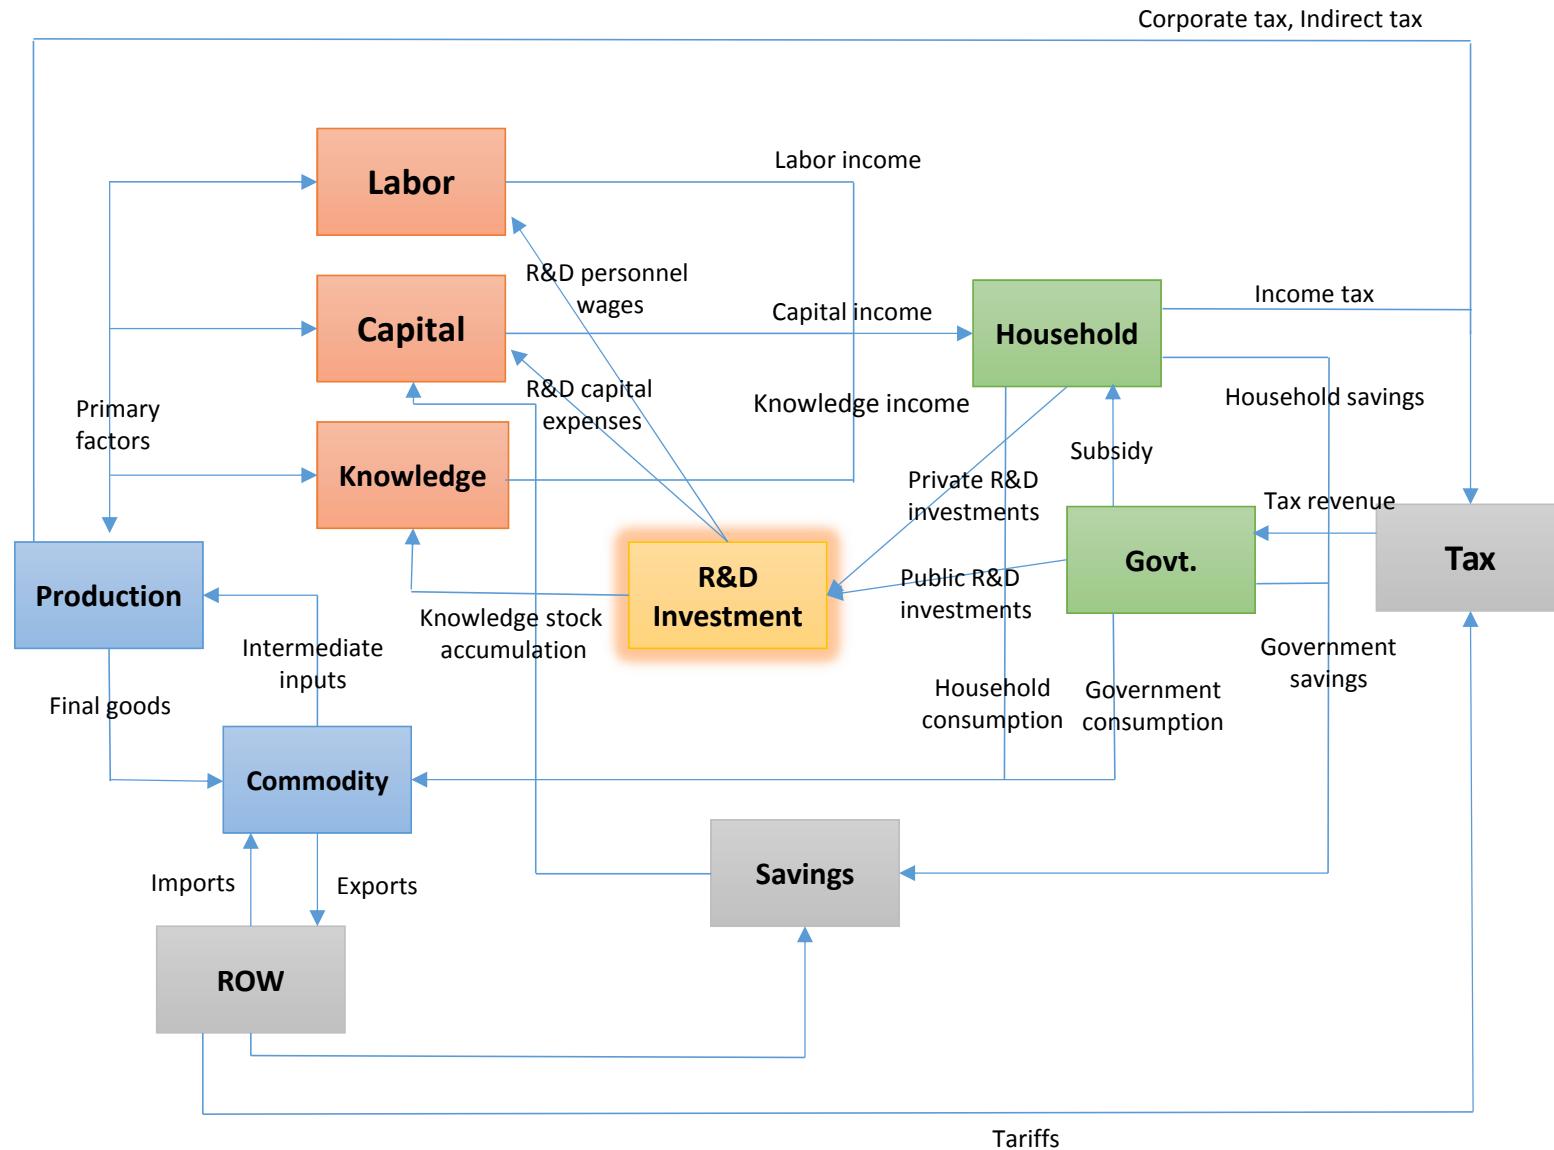 Corporate tax, Indirect tax
Labor
Labor income
R&D personnel
wages
Capital
Capital income
Household
Income tax
R&D capital
expenses
Primary
factors
Knowledge income
Household savings
Knowledge
Subsidy
Private R&D
investments
Tax revenue
Production
R&D
Investment
Public R&D
investments
Govt.
Tax
Knowledge stock
accumulation
Intermediate
inputs
Government
savings
Final goods
Household
consumption
Government
consumption
Commodity
Savings
Imports
Exports
ROW
Tariffs